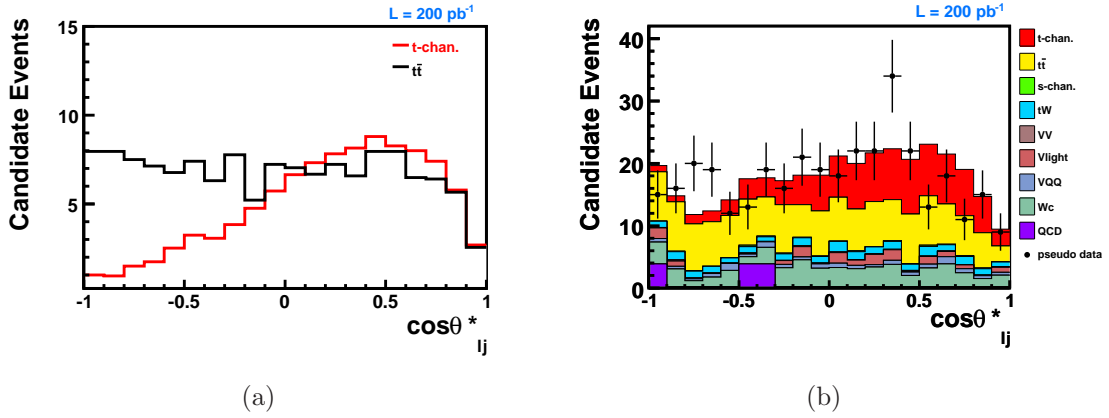 L = 200 pb-1
Candidate Events
15
10
5
-1 -0.5 0 0.5 1
cosθ*lj
t-chan.
tt̄
(a)
L = 200 pb-1
Candidate Events
40
30
20
10
0
-1 -0.5 0 0.5 1
cosθ*lj
t-chan.
tt̄
s-chan.
tW
VV
Vlight
VQQ
Wc
QCD
pseudo data
(b)